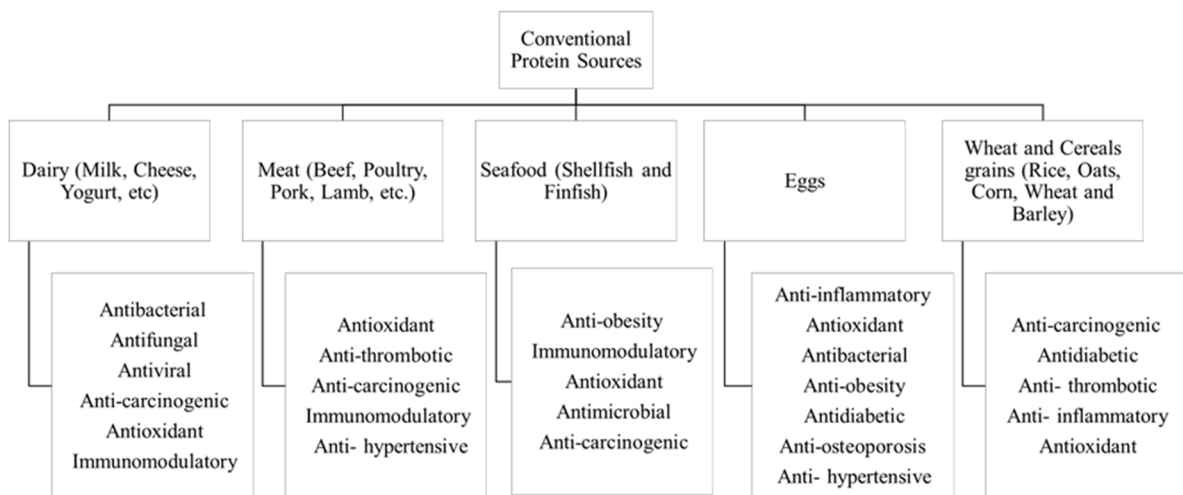 Conventional
Protein Sources
Dairy (Milk, Cheese,
Yogurt, etc)
Meat (Beef, Poultry,
Pork, Lamb, etc.)
Seafood (Shellfish and
Finfish)
Eggs
Wheat and Cereals
grains (Rice, Oats,
Corn, Wheat and
Barley)
Antibacterial
Antifungal
Antiviral
Anti-carcinogenic
Antioxidant
Immunomodulatory
Antioxidant
Anti-thrombotic
Anti-carcinogenic
Immunomodulatory
Anti- hypertensive
Anti-obesity
Immunomodulatory
Antioxidant
Antimicrobial
Anti-carcinogenic
Anti-inflammatory
Antioxidant
Antibacterial
Anti-obesity
Antidiabetic
Anti-osteoporosis
Anti- hypertensive
Anti-carcinogenic
Antidiabetic
Anti- thrombotic
Anti- inflammatory
Antioxidant